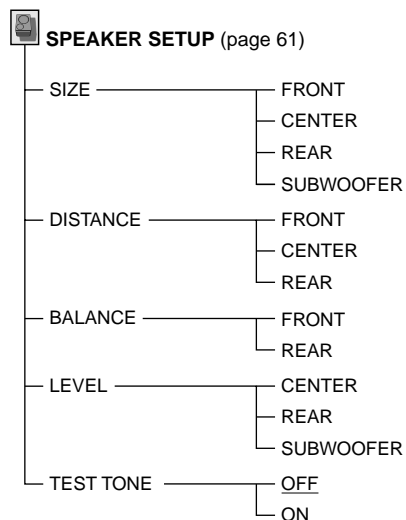 SPEAKER SETUP (page 61)
SIZE FRONT
CENTER
REAR
SUBWOOFER
DISTANCE FRONT
CENTER
REAR
BALANCE FRONT
REAR
LEVEL CENTER
REAR
SUBWOOFER
TEST TONE OFF
ON